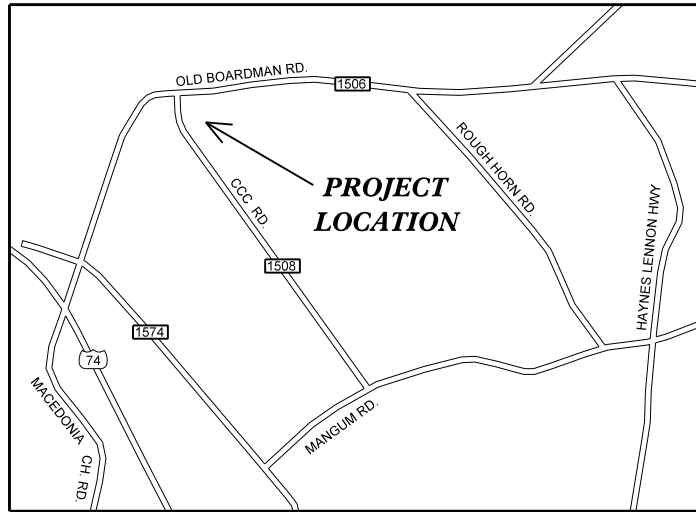 OLD BOARDMAN RD.
1506
ROUGH HORN RD.
CCC RD.
PROJECT
LOCATION
HAYNES LENNON HWY
1508
1574
74
MACEDONIA
CH. RD.
MANGUM RD.